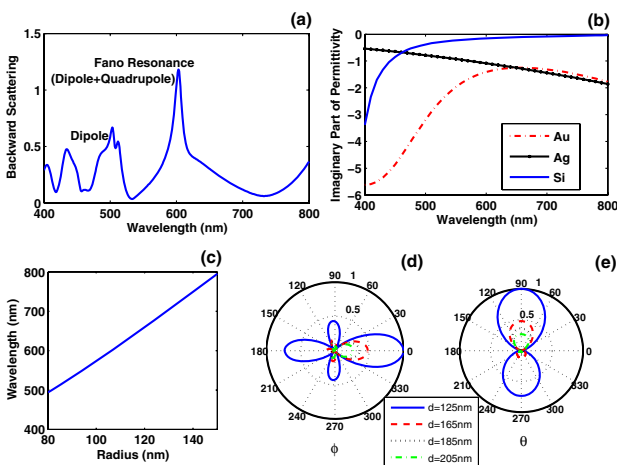 (a)
Backward Scattering
1.5
1
0.5
0
Fano Resonance
(Dipole+Quadrupole)
Dipole
400 500 600 700 800
Wavelength (nm)
(b)
Imaginary Part of Permittivity
0
−1
−2
−3
−4
−5
−6
Au
Ag
Si
400 500 600 700 800
Wavelength (nm)
(c)
Wavelength (nm)
800
700
600
500
400
80 100 120 140
Radius (nm)
(d)
90 1
120 60
0.5
150 30
180 0
210 330
240 300
270
ϕ
(e)
90 1
120 60
0.5
150 30
180 0
210 330
240 300
270
θ
d=125nm
d=165nm
d=185nm
d=205nm